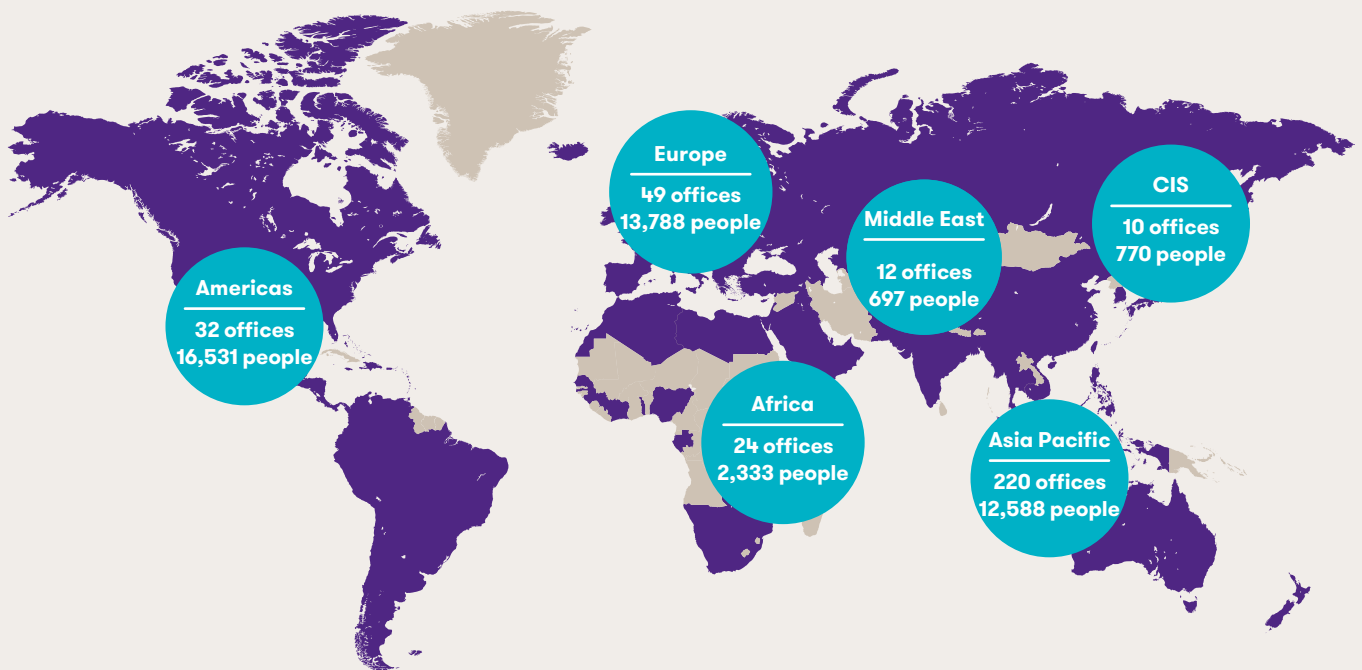 Europe
49 offices
13,788 people
CIS
10 offices
770 people
Middle East
12 offices
697 people
Americas
32 offices
16,531 people
Africa
24 offices
2,333 people
Asia Pacific
220 offices
12,588 people